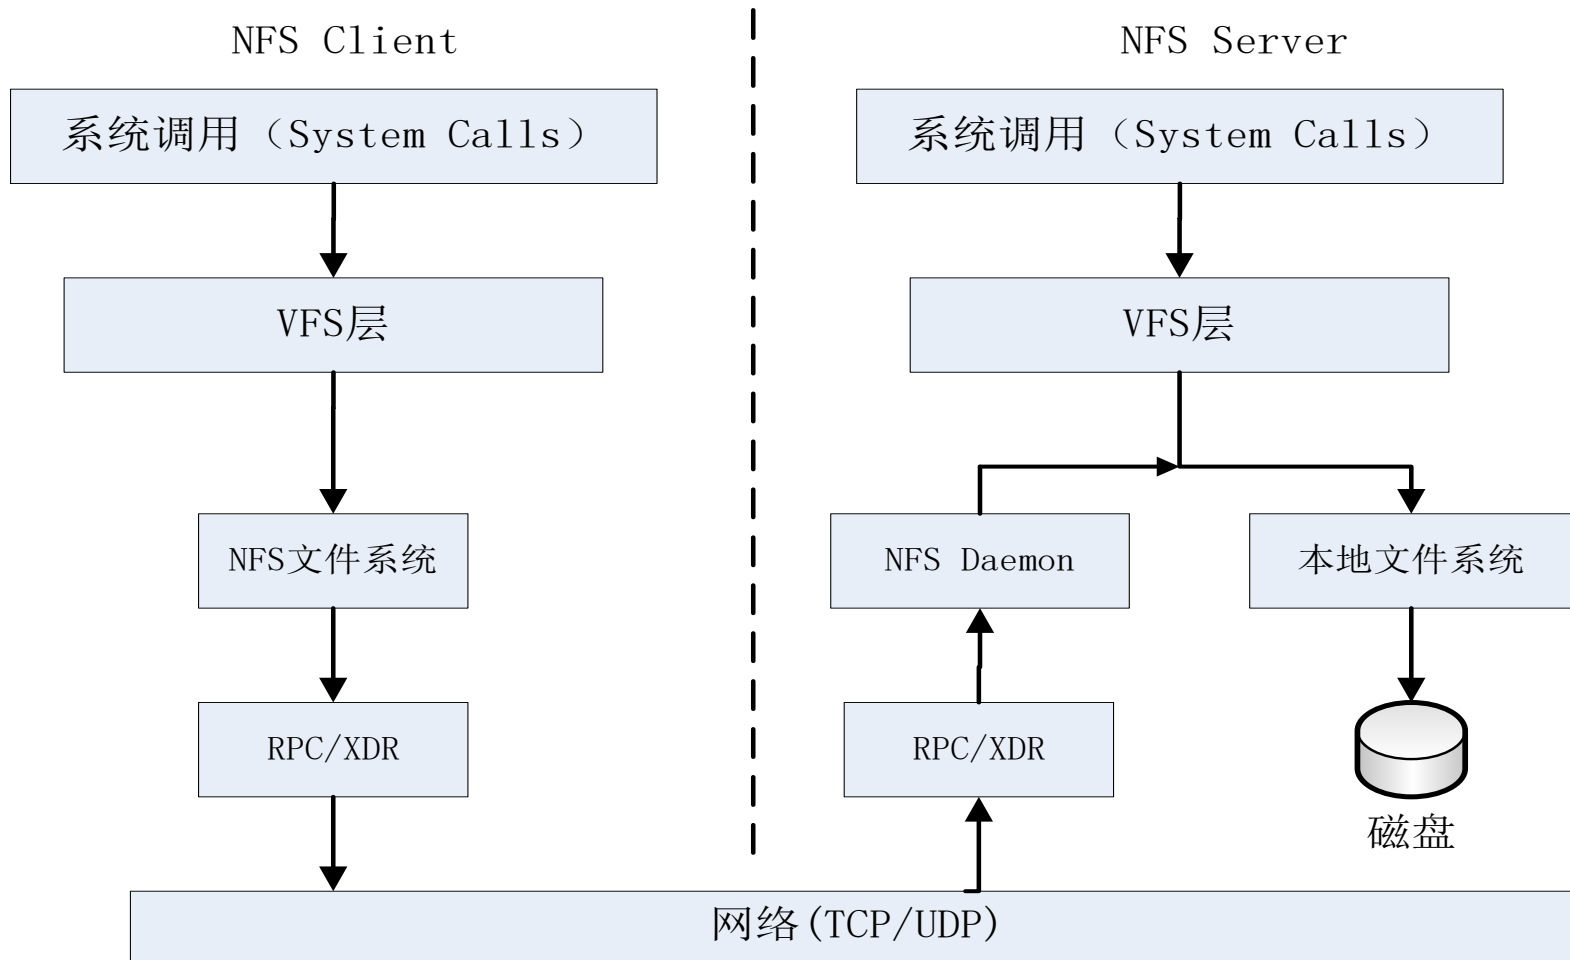 NFS Client
NFS Server
系统调用（System Calls）
系统调用（System Calls）
VFS层
VFS层
NFS文件系统
NFS Daemon
本地文件系统
RPC/XDR
RPC/XDR
磁盘
网络(TCP/UDP)